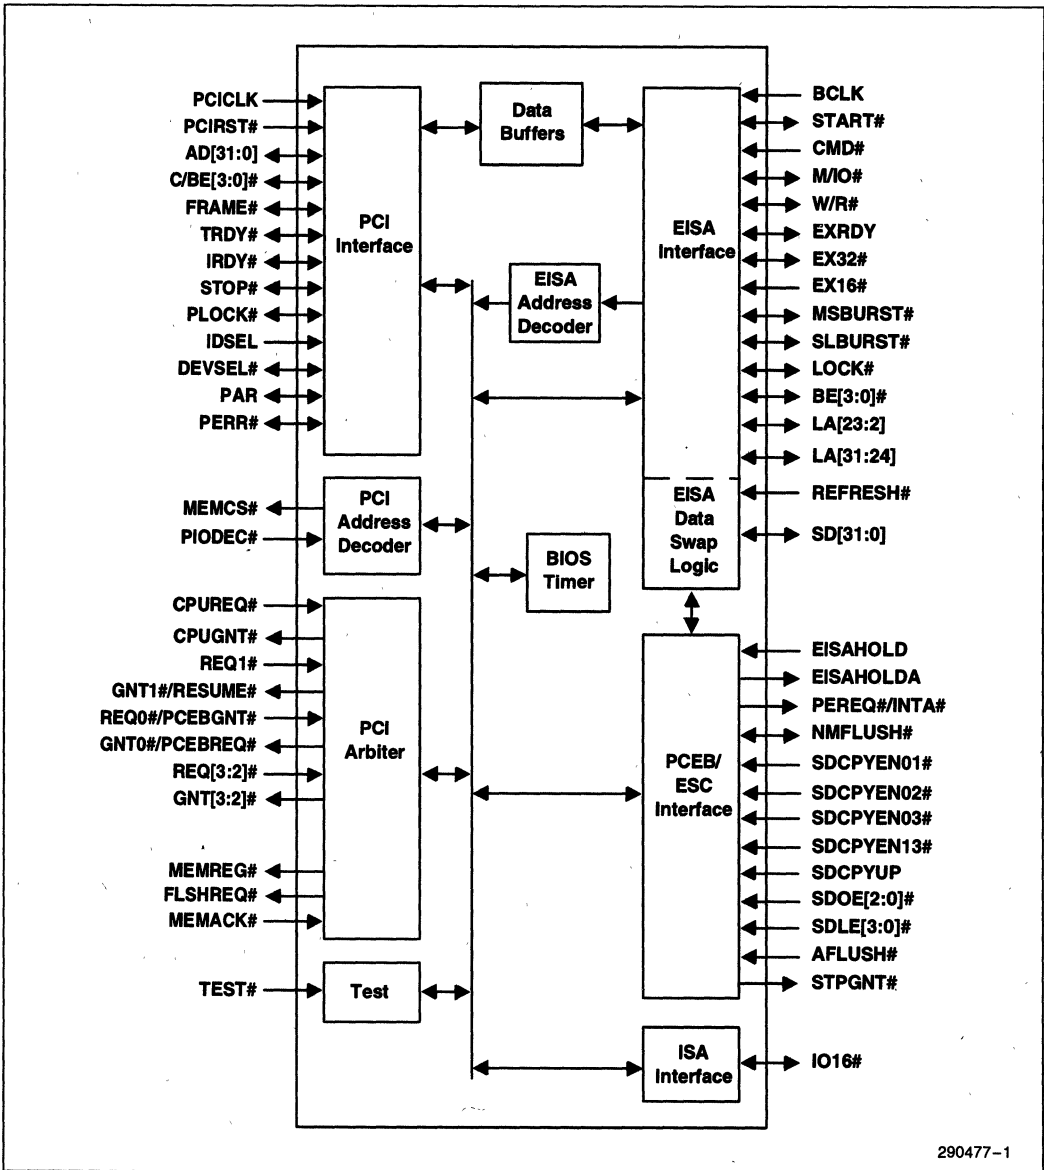 PCICLK
PCIRST#
AD[31:0]
C/BE[3:0]#
FRAME#
TRDY#
IRDY#
STOP#
PLOCK#
IDSEL
DEVSEL#
PAR
PERR#
MEMCS#
PIODEC#
CPUREQ#
CPUGNT#
REQ1#
GNT1#/RESUME#
REQ0#/PCEBGNT#
GNT0#/PCEBREQ#
REQ[3:2]#
GNT[3:2]#
MEMREG#
FLSHREQ#
MEMACK#
TEST#
PCI
Interface
PCI
Address
Decoder
PCI
Arbiter
Test
Data
Buffers
EISA
Address
Decoder
BIOS
Timer
EISA
Interface
EISA
Data
Swap
Logic
PCEB/
ESC
Interface
ISA
Interface
BCLK
START#
CMD#
M/IO#
W/R#
EXRDY
EX32#
EX16#
MSBURST#
SLBURST#
LOCK#
BE[3:0]#
LA[23:2]
LA[31:24]
REFRESH#
SD[31:0]
EISAHOLD
EISAHOLDA
PEREQ#/INTA#
NMFLUSH#
SDCPYEN01#
SDCPYEN02#
SDCPYEN03#
SDCPYEN13#
SDCPYUP
SDOE[2:0]#
SDLE[3:0]#
AFLUSH#
STPGNT#
IO16#
290477–1